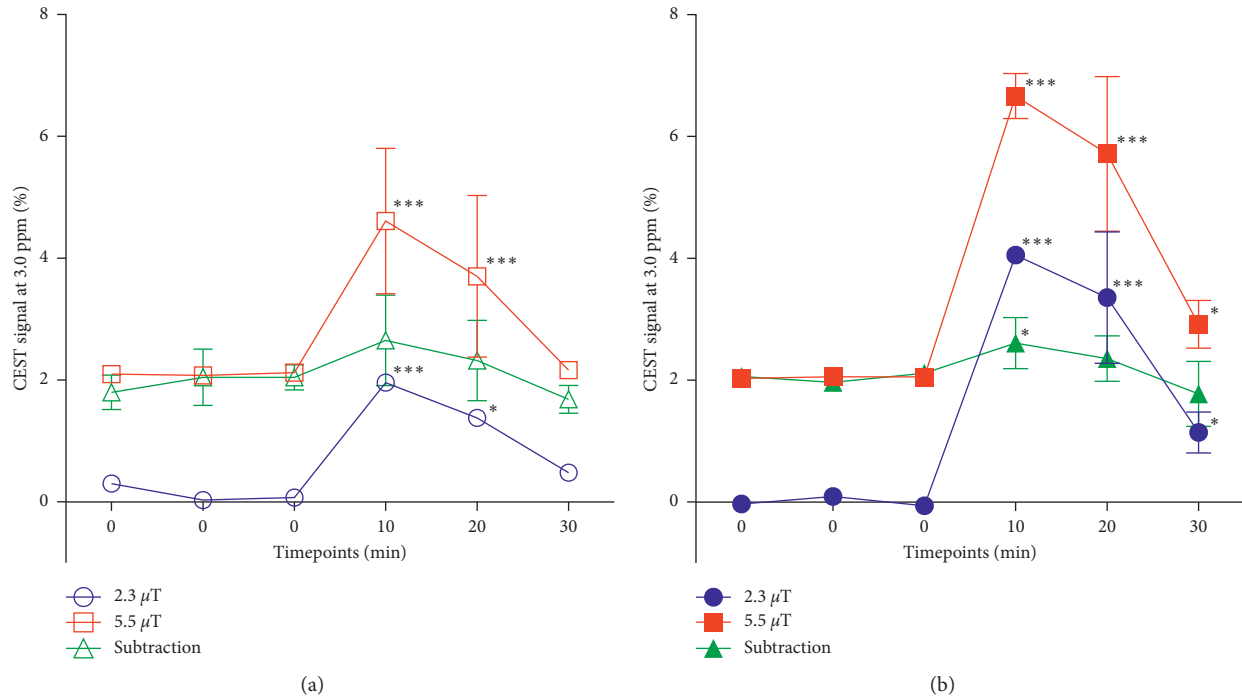 8
6
4
2
0
CEST signal at 3.0 ppm (%)
***
***
***
*
0 0 0 10 20 30
Timepoints (min)
2.3 μT
5.5 μT
Subtraction
(a)
8
6
4
2
0
CEST signal at 3.0 ppm (%)
***
***
***
***
*
*
*
0 0 0 10 20 30
Timepoints (min)
2.3 μT
5.5 μT
Subtraction
(b)